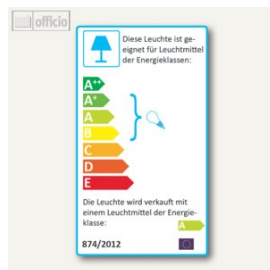 officio
Diese Leuchte ist ge-
eignet für Leuchtmittel
der Energieklassen:
A++
A+
A
B
C
D
E
Die Leuchte wird verkauft mit
einem Leuchtmittel der Energie-
klasse:
A
874/2012